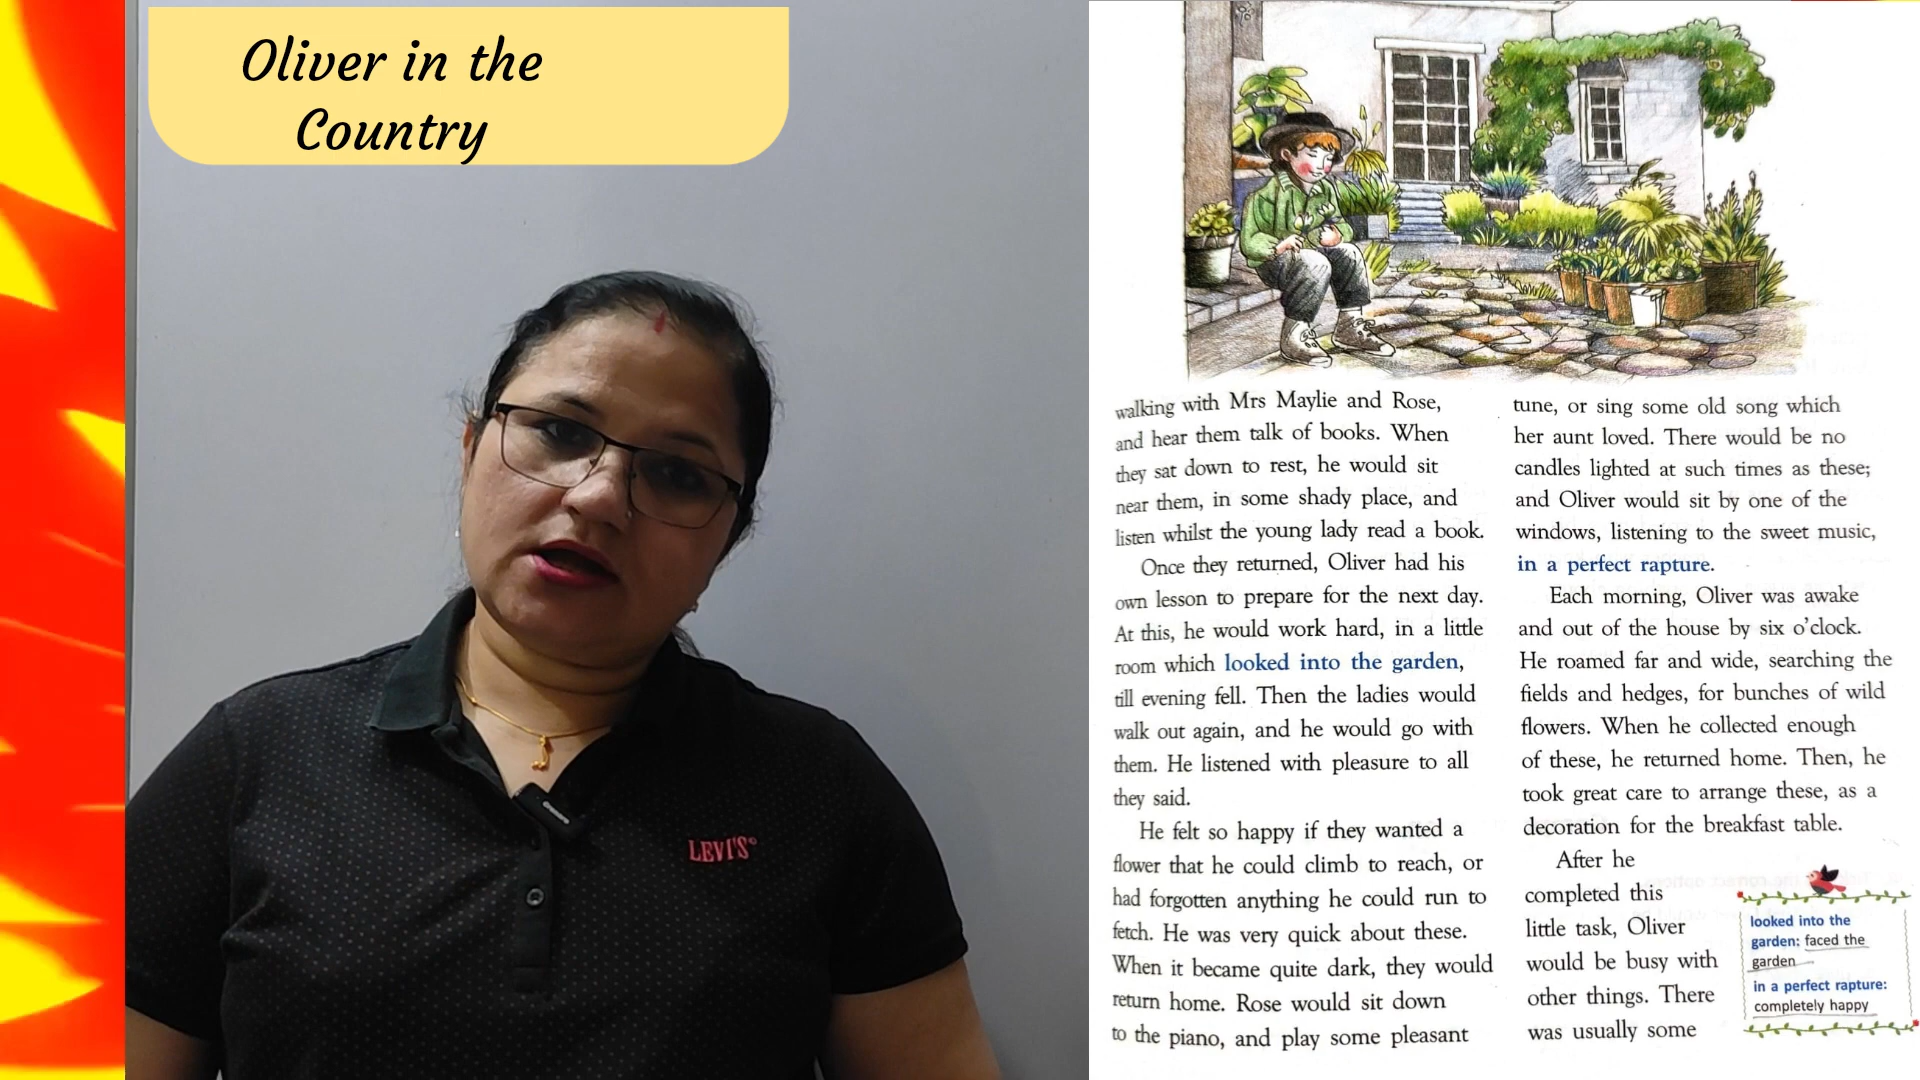 Oliver in the
Country
LEVI'S
walking with Mrs Maylie and Rose,
and hear them talk of books. When
they sat down to rest, he would sit
near them, in some shady place, and
listen whilst the young lady read a book.
Once they returned, Oliver had his
own lesson to prepare for the next day.
At this, he would work hard, in a little
room which looked into the garden,
till evening fell. Then the ladies would
walk out again, and he would go with
them. He listened with pleasure to all
they said.
He felt so happy if they wanted a
flower that he could climb to reach, or
had forgotten anything he could run to
fetch. He was very quick about these.
When it became quite dark, they would
return home. Rose would sit down
to the piano, and play some pleasant
tune, or sing some old song which
her aunt loved. There would be no
candles lighted at such times as these;
and Oliver would sit by one of the
windows, listening to the sweet music,
in a perfect rapture.
Each morning, Oliver was awake
and out of the house by six o'clock.
He roamed far and wide, searching the
fields and hedges, for bunches of wild
flowers. When he collected enough
of these, he returned home. Then, he
took great care to arrange these, as a
decoration for the breakfast table.
After he
completed this
little task, Oliver
would be busy with
other things. There
was usually some
looked into the
garden: faced the
garden
in a perfect rapture:
completely happy